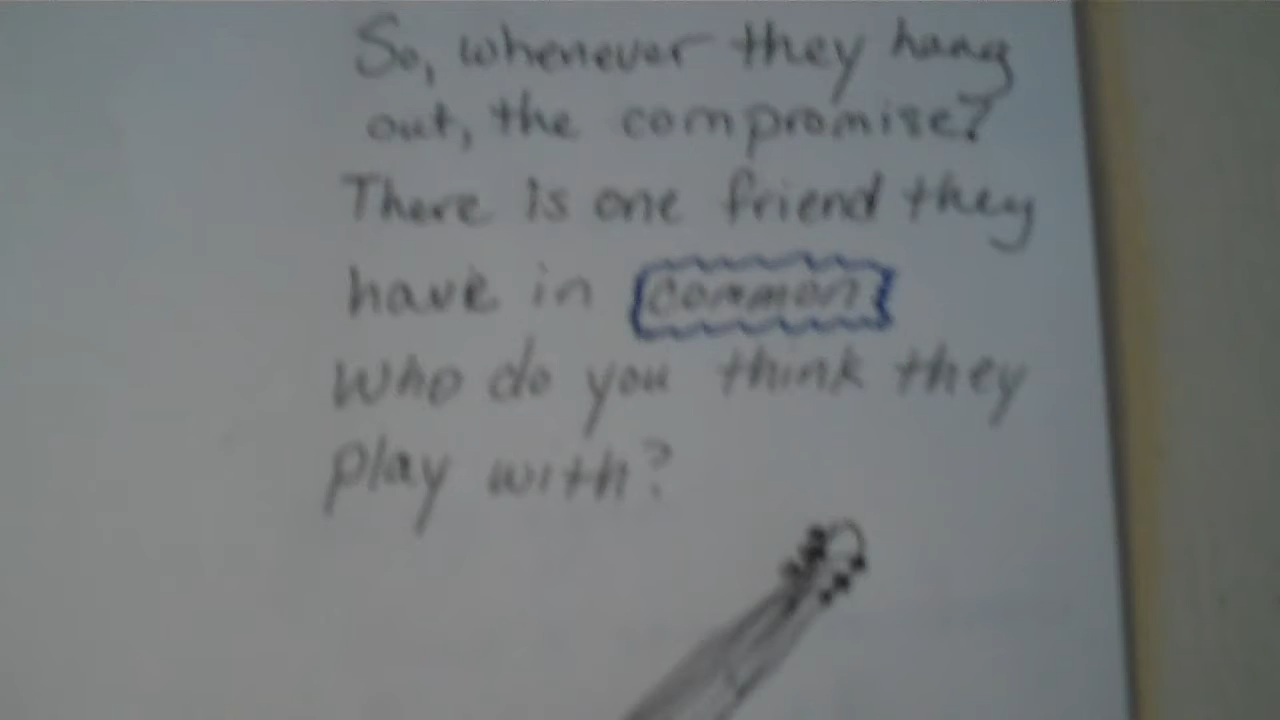 So, whenever they hang
out, the compromise?
There is one friend they
have in common
Who do you think they
play with?